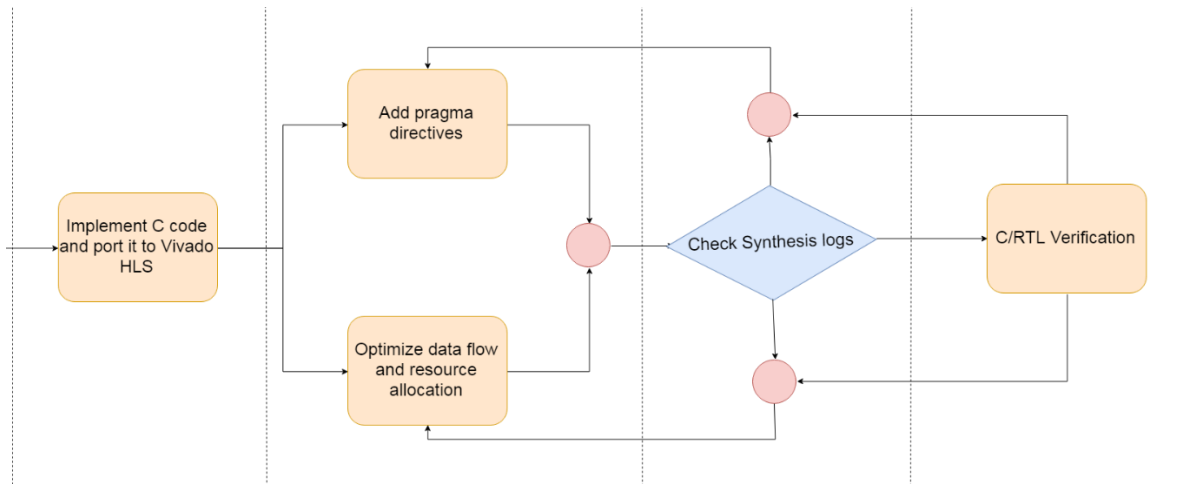 Implement C code
and port it to Vivado
HLS
Add pragma
directives
Optimize data flow
and resource
allocation
Check Synthesis logs
C/RTL Verification